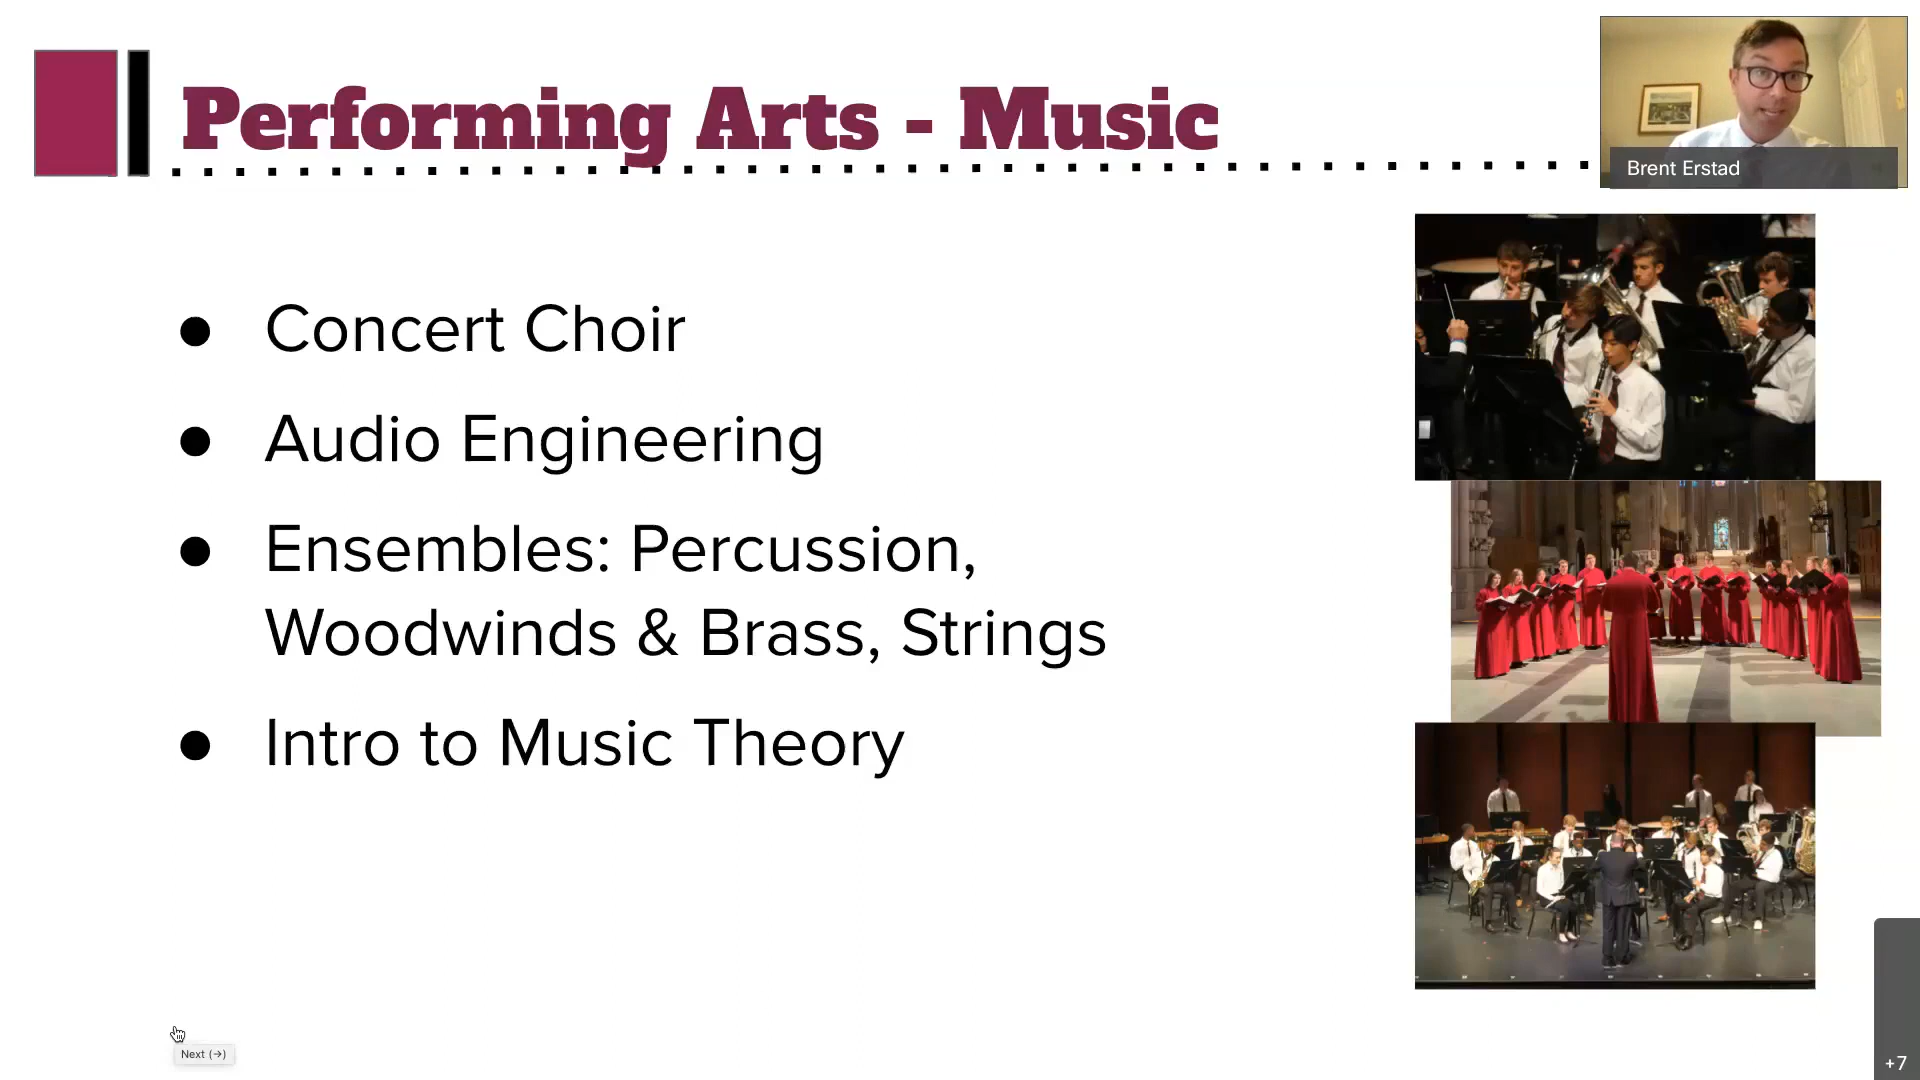 Performing Arts - Music
Brent Erstad
● Concert Choir
● Audio Engineering
● Ensembles: Percussion,
Woodwinds & Brass, Strings
● Intro to Music Theory
Next (→)
+7